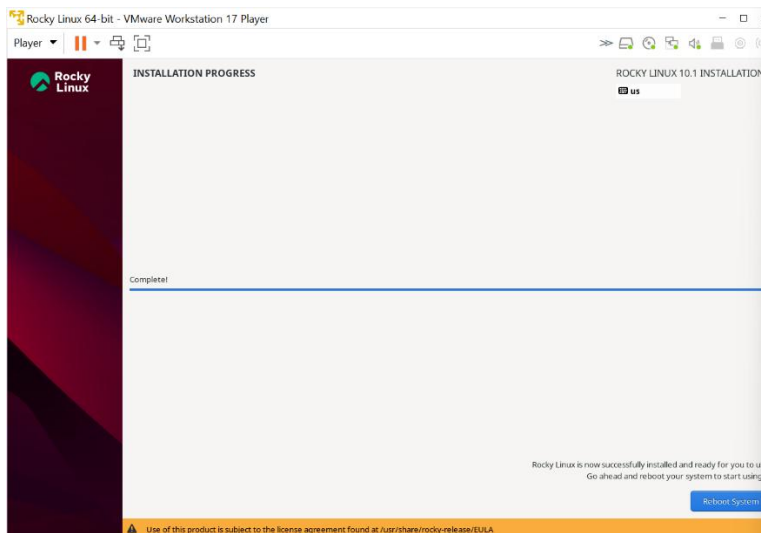 Rocky Linux 64-bit - VMware Workstation 17 Player
Player
Rocky
Linux
INSTALLATION PROGRESS
ROCKY LINUX 10.1 INSTALLATION
us
Complete!
Rocky Linux is now successfully installed and ready for you to u
Go ahead and reboot your system to start using
Reboot System
Use of this product is subject to the license agreement found at /usr/share/rocky-release/EULA